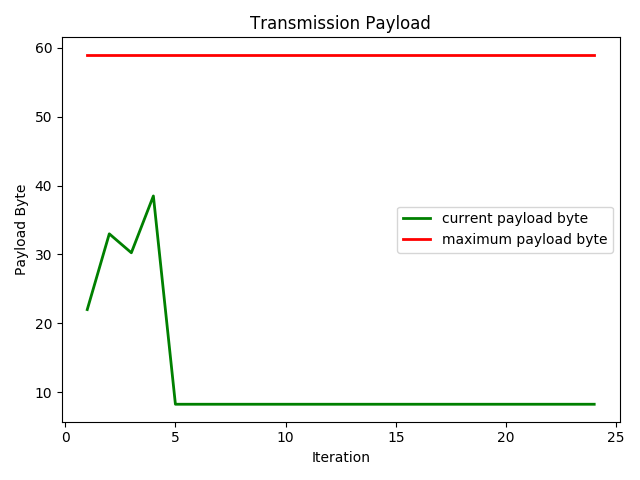 Transmission Payload
60
50
40
30
20
10
Payload Byte
current payload byte
maximum payload byte
0
5
10
15
20
25
Iteration